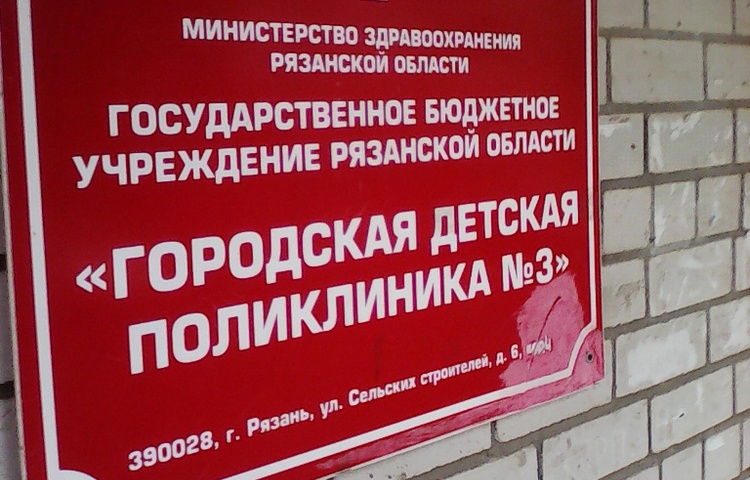 МИНИСТЕРСТВО ЗДРАВООХРАНЕНИЯ
РЯЗАНСКОЙ ОБЛАСТИ
ГОСУДАРСТВЕННОЕ БЮДЖЕТНОЕ
УЧРЕЖДЕНИЕ РЯЗАНСКОЙ ОБЛАСТИ
«ГОРОДСКАЯ ДЕТСКАЯ
ПОЛИКЛИНИКА №3»
390028, г. Рязань, ул. Сельских строителей, д. 6,